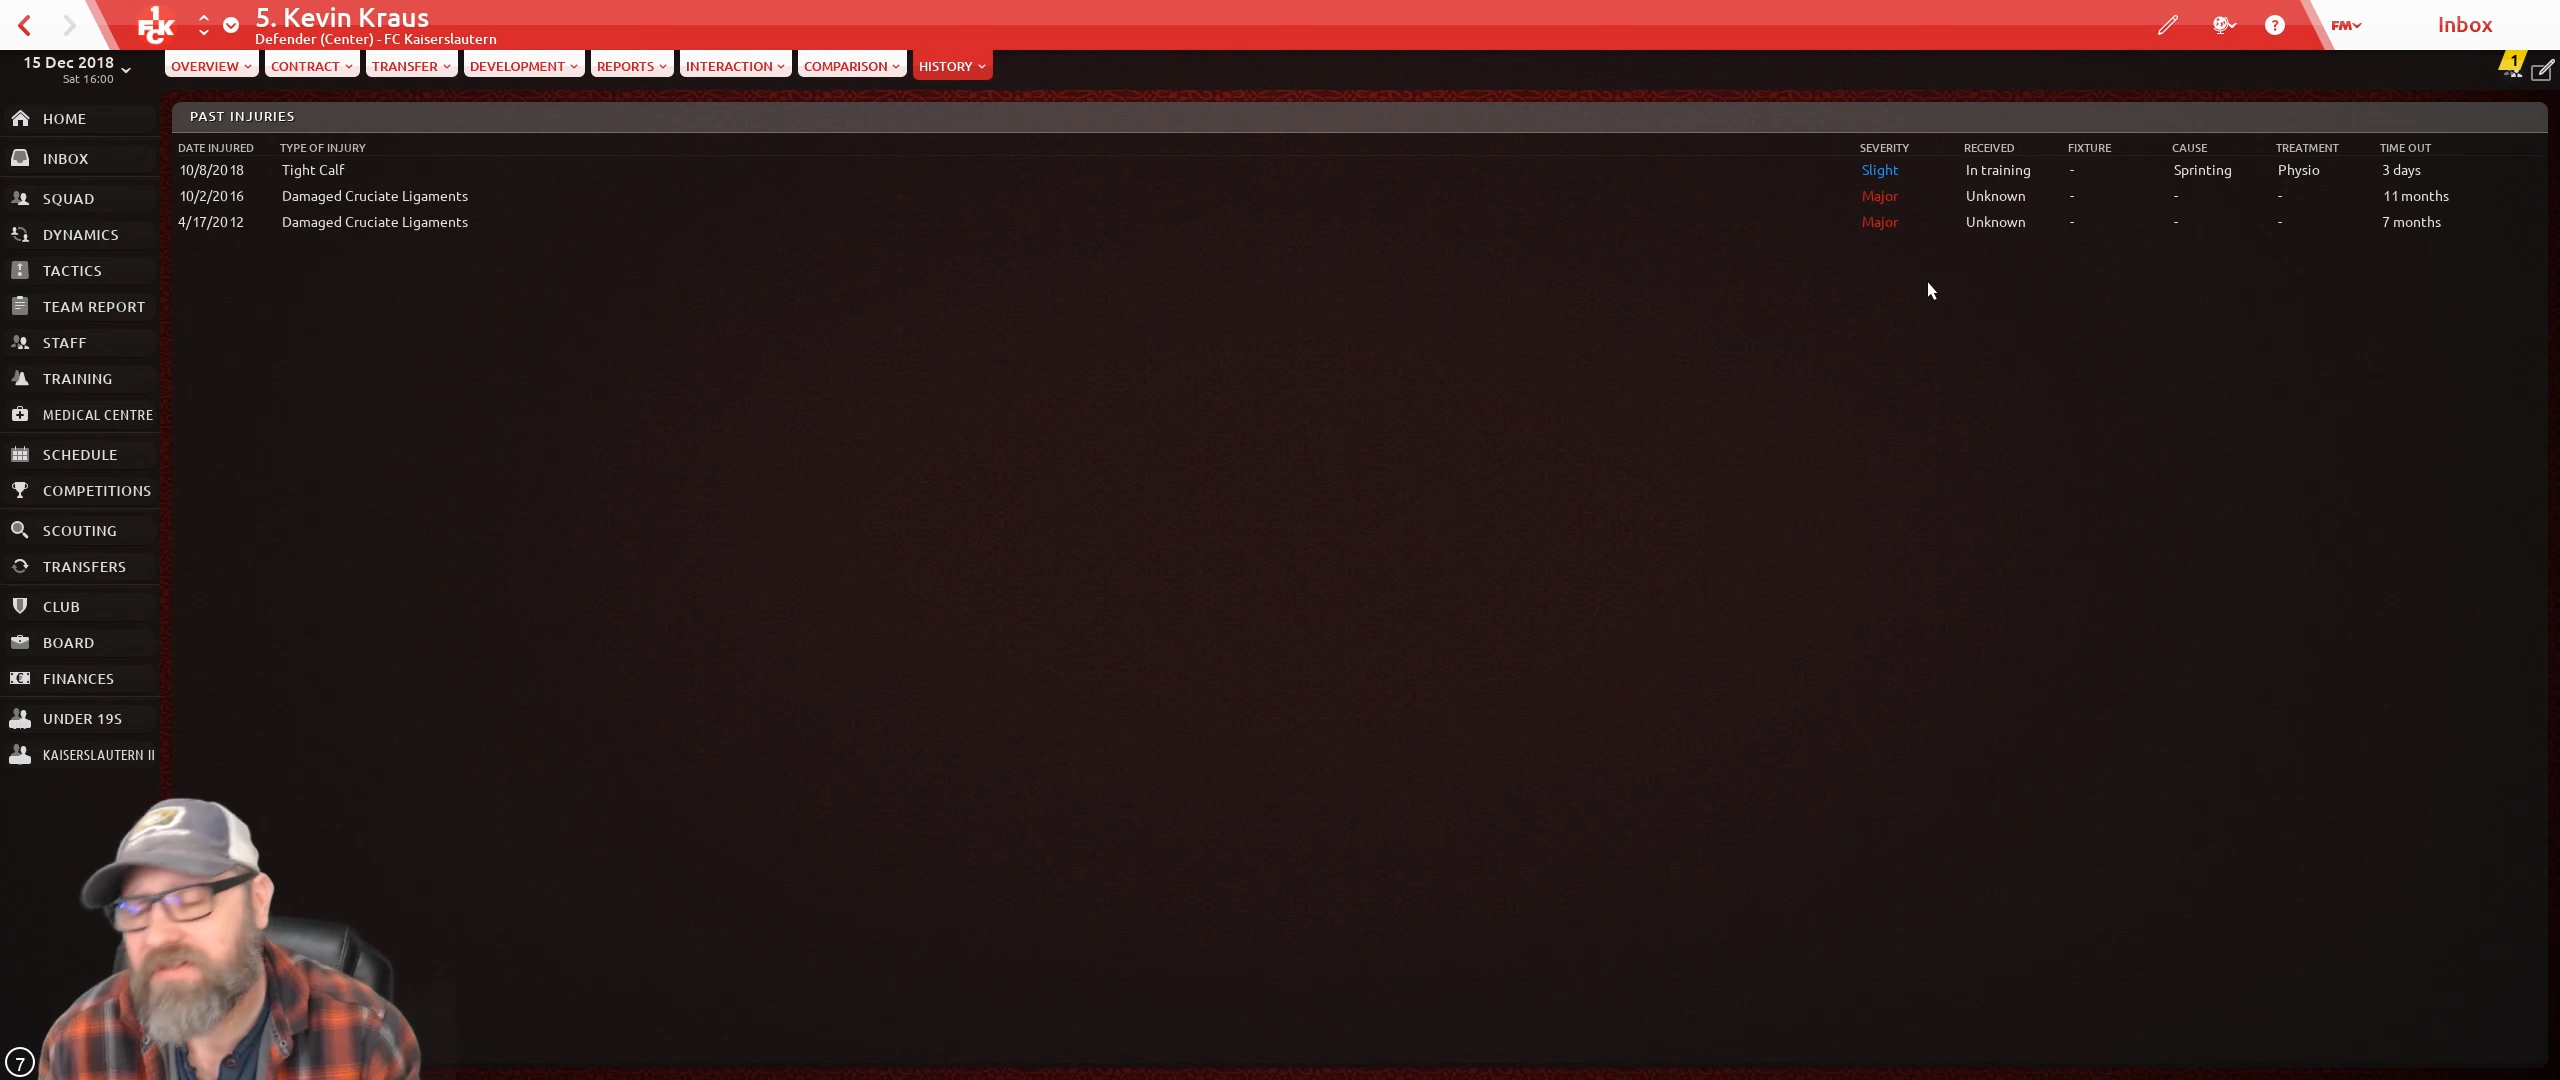 1
FCK
5. Kevin Kraus
Defender (Center) - FC Kaiserslautern
FM
Inbox
15 Dec 2018
Sat 16:00
OVERVIEW
CONTRACT
TRANSFER
DEVELOPMENT
REPORTS
INTERACTION
COMPARISON
HISTORY
1
HOME
INBOX
SQUAD
DYNAMICS
TACTICS
TEAM REPORT
STAFF
TRAINING
MEDICAL CENTRE
SCHEDULE
COMPETITIONS
SCOUTING
TRANSFERS
CLUB
BOARD
FINANCES
UNDER 19S
KAISERSLAUTERN II
7
PAST INJURIES
DATE INJURED TYPE OF INJURY SEVERITY RECEIVED FIXTURE CAUSE TREATMENT TIME OUT
10/8/2018 Tight Calf Slight In training - Sprinting Physio 3 days
10/2/2016 Damaged Cruciate Ligaments Major Unknown - - - 11 months
4/17/2012 Damaged Cruciate Ligaments Major Unknown - - - 7 months